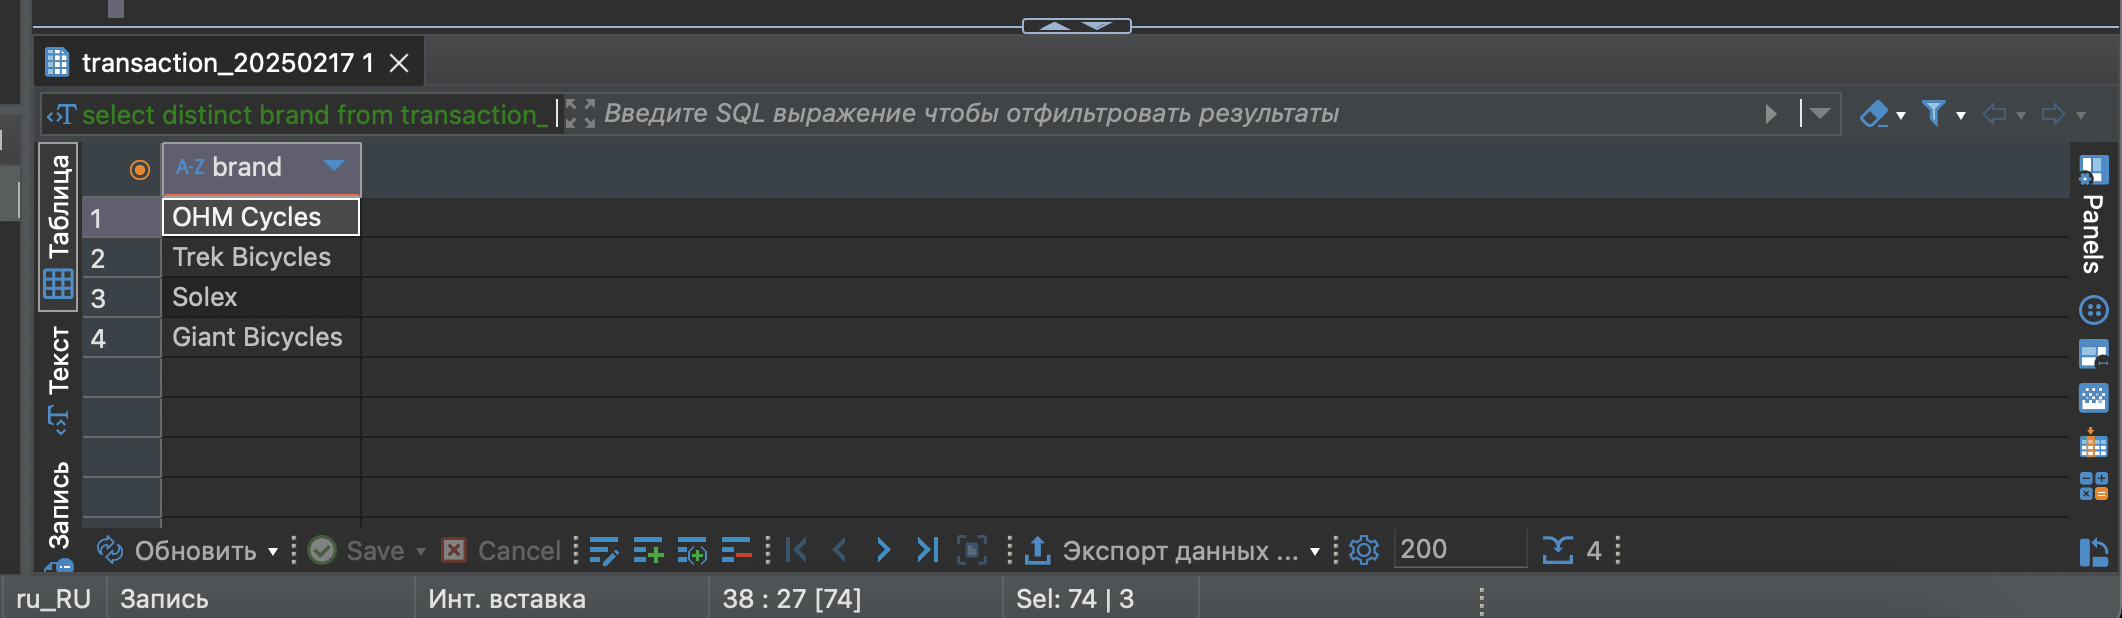 transaction_20250217 1
select distinct brand from transaction_
Введите SQL выражение чтобы отфильтровать результаты
Таблица
Текст
Запись
A-Z brand
1 OHM Cycles
2 Trek Bicycles
3 Solex
4 Giant Bicycles
Panels
Обновить Save Cancel Экспорт данных ... 200 4
ru_RU Запись Инт. вставка 38 : 27 [74] Sel: 74 | 3